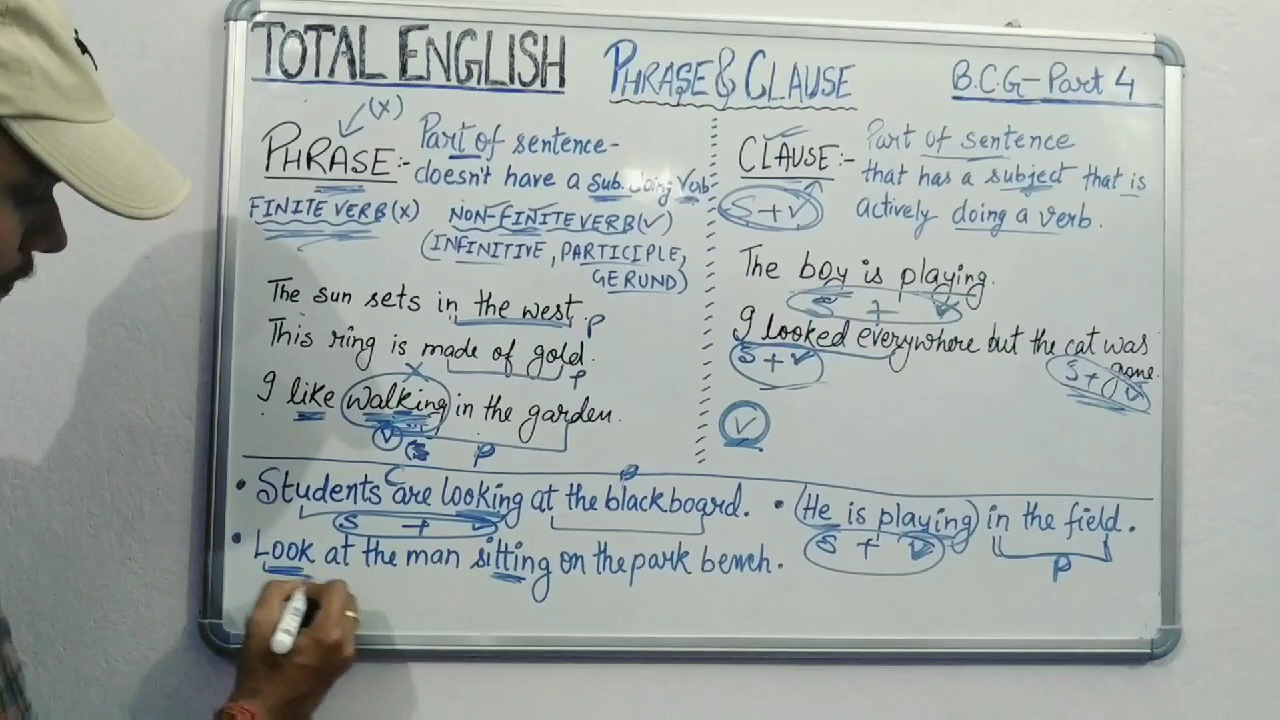 TOTAL ENGLISH
PHRASE & CLAUSE
B.C.G-Part 4
(X)
PHRASE:- Part of sentence-
doesn't have a sub. doing verb
FINITE VERB(X) NON-FINITE VERB(✓)
(INFINITIVE, PARTICIPLE,
GERUND)
The sun sets in the west.
P
This ring is made of gold.
X P
I like walking in the garden.
V (S P
CLAUSE:- Part of sentence
that has a subject that is
S+V actively doing a verb.
The boy is playing.
S + V
I looked everywhere but the cat was
gone.
S+V S+V
V
P
• Students are looking at the blackboard.
S + V
• (He is playing) in the field.
S + V P
• Look at the man sitting on the park bench.